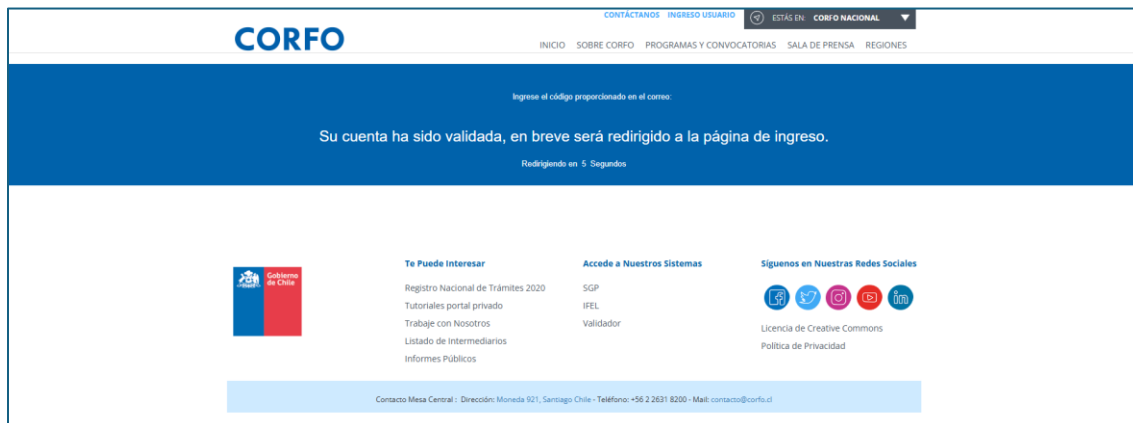 CONTÁCTANOS INGRESO USUARIO ESTÁS EN: CORFO NACIONAL
CORFO
INICIO SOBRE CORFO PROGRAMAS Y CONVOCATORIAS SALA DE PRENSA REGIONES
Ingrese el código proporcionado en el correo:
Su cuenta ha sido validada, en breve será redirigido a la página de ingreso.
Redirigiendo en 5 Segundos
Gobierno
de Chile
Te Puede Interesar
Registro Nacional de Trámites 2020
Tutoriales portal privado
Trabaje con Nosotros
Listado de Intermediarios
Informes Públicos
Accede a Nuestros Sistemas
SGP
IFEL
Validador
Síguenos en Nuestras Redes Sociales
Licencia de Creative Commons
Política de Privacidad
Contacto Mesa Central : Dirección: Moneda 921, Santiago Chile - Teléfono: +56 2 2631 8200 - Mail: contacto@corfo.cl